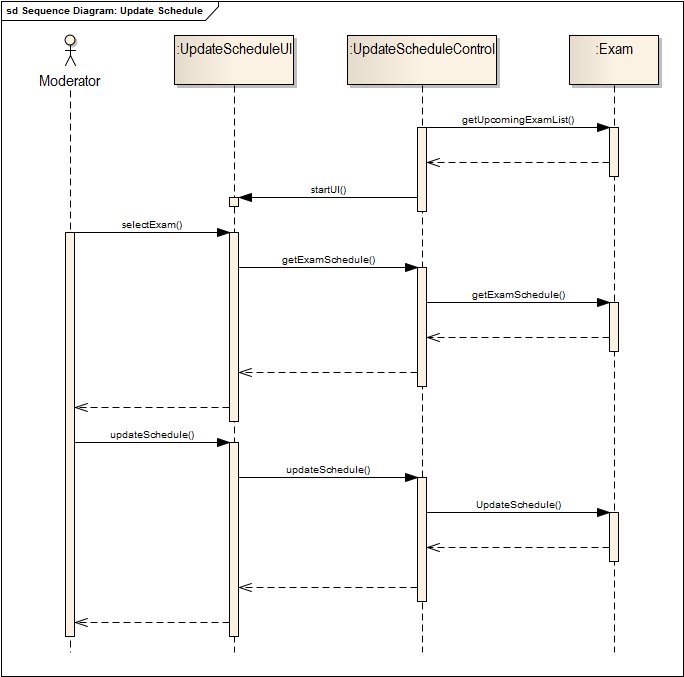 sd Sequence Diagram: Update Schedule
:UpdateScheduleUI
:UpdateScheduleControl
:Exam
Moderator
getUpcomingExamList()
startUI()
selectExam()
getExamSchedule()
getExamSchedule()
updateSchedule()
updateSchedule()
UpdateSchedule()